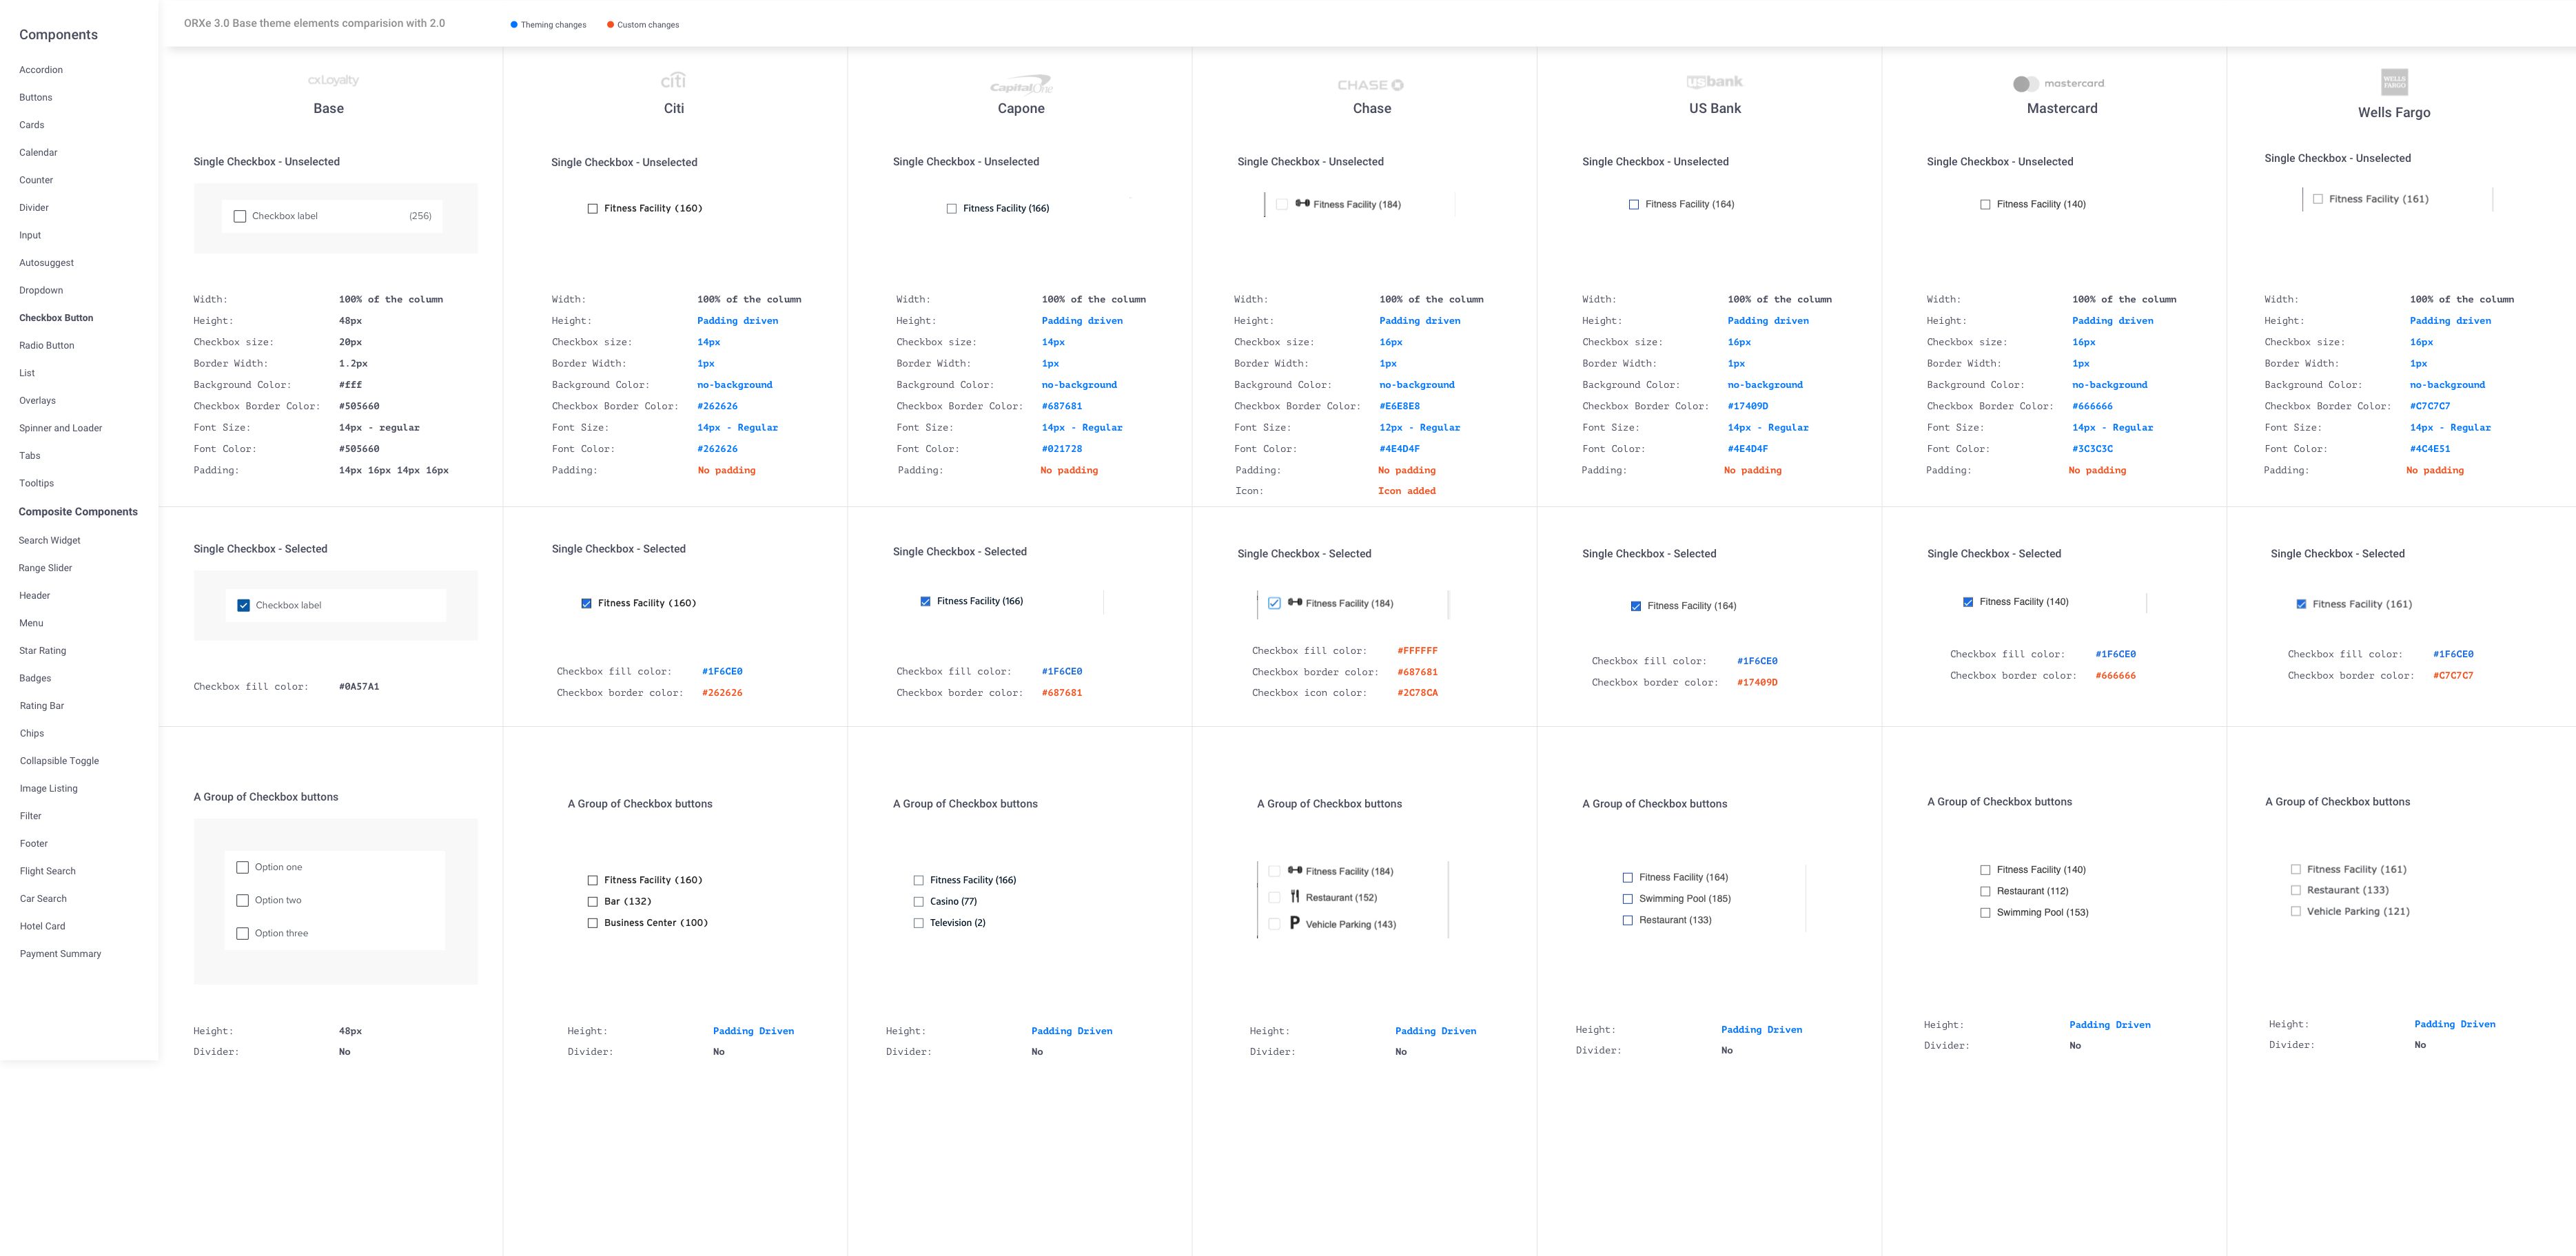 Components
Accordion
Buttons
Cards
Calendar
Counter
Divider
Input
Autosuggest
Dropdown
Checkbox Button
Radio Button
List
Overlays
Spinner and Loader
Tabs
Tooltips
Composite Components
Search Widget
Range Slider
Header
Menu
Star Rating
Badges
Rating Bar
Chips
Collapsible Toggle
Image Listing
Filter
Footer
Flight Search
Car Search
Hotel Card
Payment Summary
ORXe 3.0 Base theme elements comparision with 2.0
Theming changes
Custom changes
cxLoyalty
Base
Single Checkbox - Unselected
Checkbox label (256)
Width: 100% of the column
Height: 48px
Checkbox size: 20px
Border Width: 1.2px
Background Color: #fff
Checkbox Border Color: #505660
Font Size: 14px - regular
Font Color: #505660
Padding: 14px 16px 14px 16px
Single Checkbox - Selected
Checkbox label
Checkbox fill color: #0A57A1
A Group of Checkbox buttons
Option one
Option two
Option three
Height: 48px
Divider: No
citi
Citi
Single Checkbox - Unselected
Fitness Facility (160)
Width: 100% of the column
Height: Padding driven
Checkbox size: 14px
Border Width: 1px
Background Color: no-background
Checkbox Border Color: #262626
Font Size: 14px - Regular
Font Color: #262626
Padding: No padding
Single Checkbox - Selected
Fitness Facility (160)
Checkbox fill color: #1F6CE0
Checkbox border color: #262626
A Group of Checkbox buttons
Fitness Facility (160)
Bar (132)
Business Center (100)
Height: Padding Driven
Divider: No
CapitalOne
Capone
Single Checkbox - Unselected
Fitness Facility (166)
Width: 100% of the column
Height: Padding driven
Checkbox size: 14px
Border Width: 1px
Background Color: no-background
Checkbox Border Color: #687681
Font Size: 14px - Regular
Font Color: #021728
Padding: No padding
Single Checkbox - Selected
Fitness Facility (166)
Checkbox fill color: #1F6CE0
Checkbox border color: #687681
A Group of Checkbox buttons
Fitness Facility (166)
Casino (77)
Television (2)
Height: Padding Driven
Divider: No
CHASE
Chase
Single Checkbox - Unselected
Fitness Facility (184)
Width: 100% of the column
Height: Padding driven
Checkbox size: 16px
Border Width: 1px
Background Color: no-background
Checkbox Border Color: #E6E8E8
Font Size: 12px - Regular
Font Color: #4E4D4F
Padding: No padding
Icon: Icon added
Single Checkbox - Selected
Fitness Facility (184)
Checkbox fill color: #FFFFFF
Checkbox border color: #687681
Checkbox icon color: #2C78CA
A Group of Checkbox buttons
Fitness Facility (184)
Restaurant (152)
P Vehicle Parking (143)
Height: Padding Driven
Divider: No
usbank
US Bank
Single Checkbox - Unselected
Fitness Facility (164)
Width: 100% of the column
Height: Padding driven
Checkbox size: 16px
Border Width: 1px
Background Color: no-background
Checkbox Border Color: #17409D
Font Size: 14px - Regular
Font Color: #4E4D4F
Padding: No padding
Single Checkbox - Selected
Fitness Facility (164)
Checkbox fill color: #1F6CE0
Checkbox border color: #17409D
A Group of Checkbox buttons
Fitness Facility (164)
Swimming Pool (185)
Restaurant (133)
Height: Padding Driven
Divider: No
mastercard
Mastercard
Single Checkbox - Unselected
Fitness Facility (140)
Width: 100% of the column
Height: Padding driven
Checkbox size: 16px
Border Width: 1px
Background Color: no-background
Checkbox Border Color: #666666
Font Size: 14px - Regular
Font Color: #3C3C3C
Padding: No padding
Single Checkbox - Selected
Fitness Facility (140)
Checkbox fill color: #1F6CE0
Checkbox border color: #666666
A Group of Checkbox buttons
Fitness Facility (140)
Restaurant (112)
Swimming Pool (153)
Height: Padding Driven
Divider: No
WELLS
FARGO
Wells Fargo
Single Checkbox - Unselected
Fitness Facility (161)
Width: 100% of the column
Height: Padding driven
Checkbox size: 16px
Border Width: 1px
Background Color: no-background
Checkbox Border Color: #C7C7C7
Font Size: 14px - Regular
Font Color: #4C4E51
Padding: No padding
Single Checkbox - Selected
Fitness Facility (161)
Checkbox fill color: #1F6CE0
Checkbox border color: #C7C7C7
A Group of Checkbox buttons
Fitness Facility (161)
Restaurant (133)
Vehicle Parking (121)
Height: Padding Driven
Divider: No